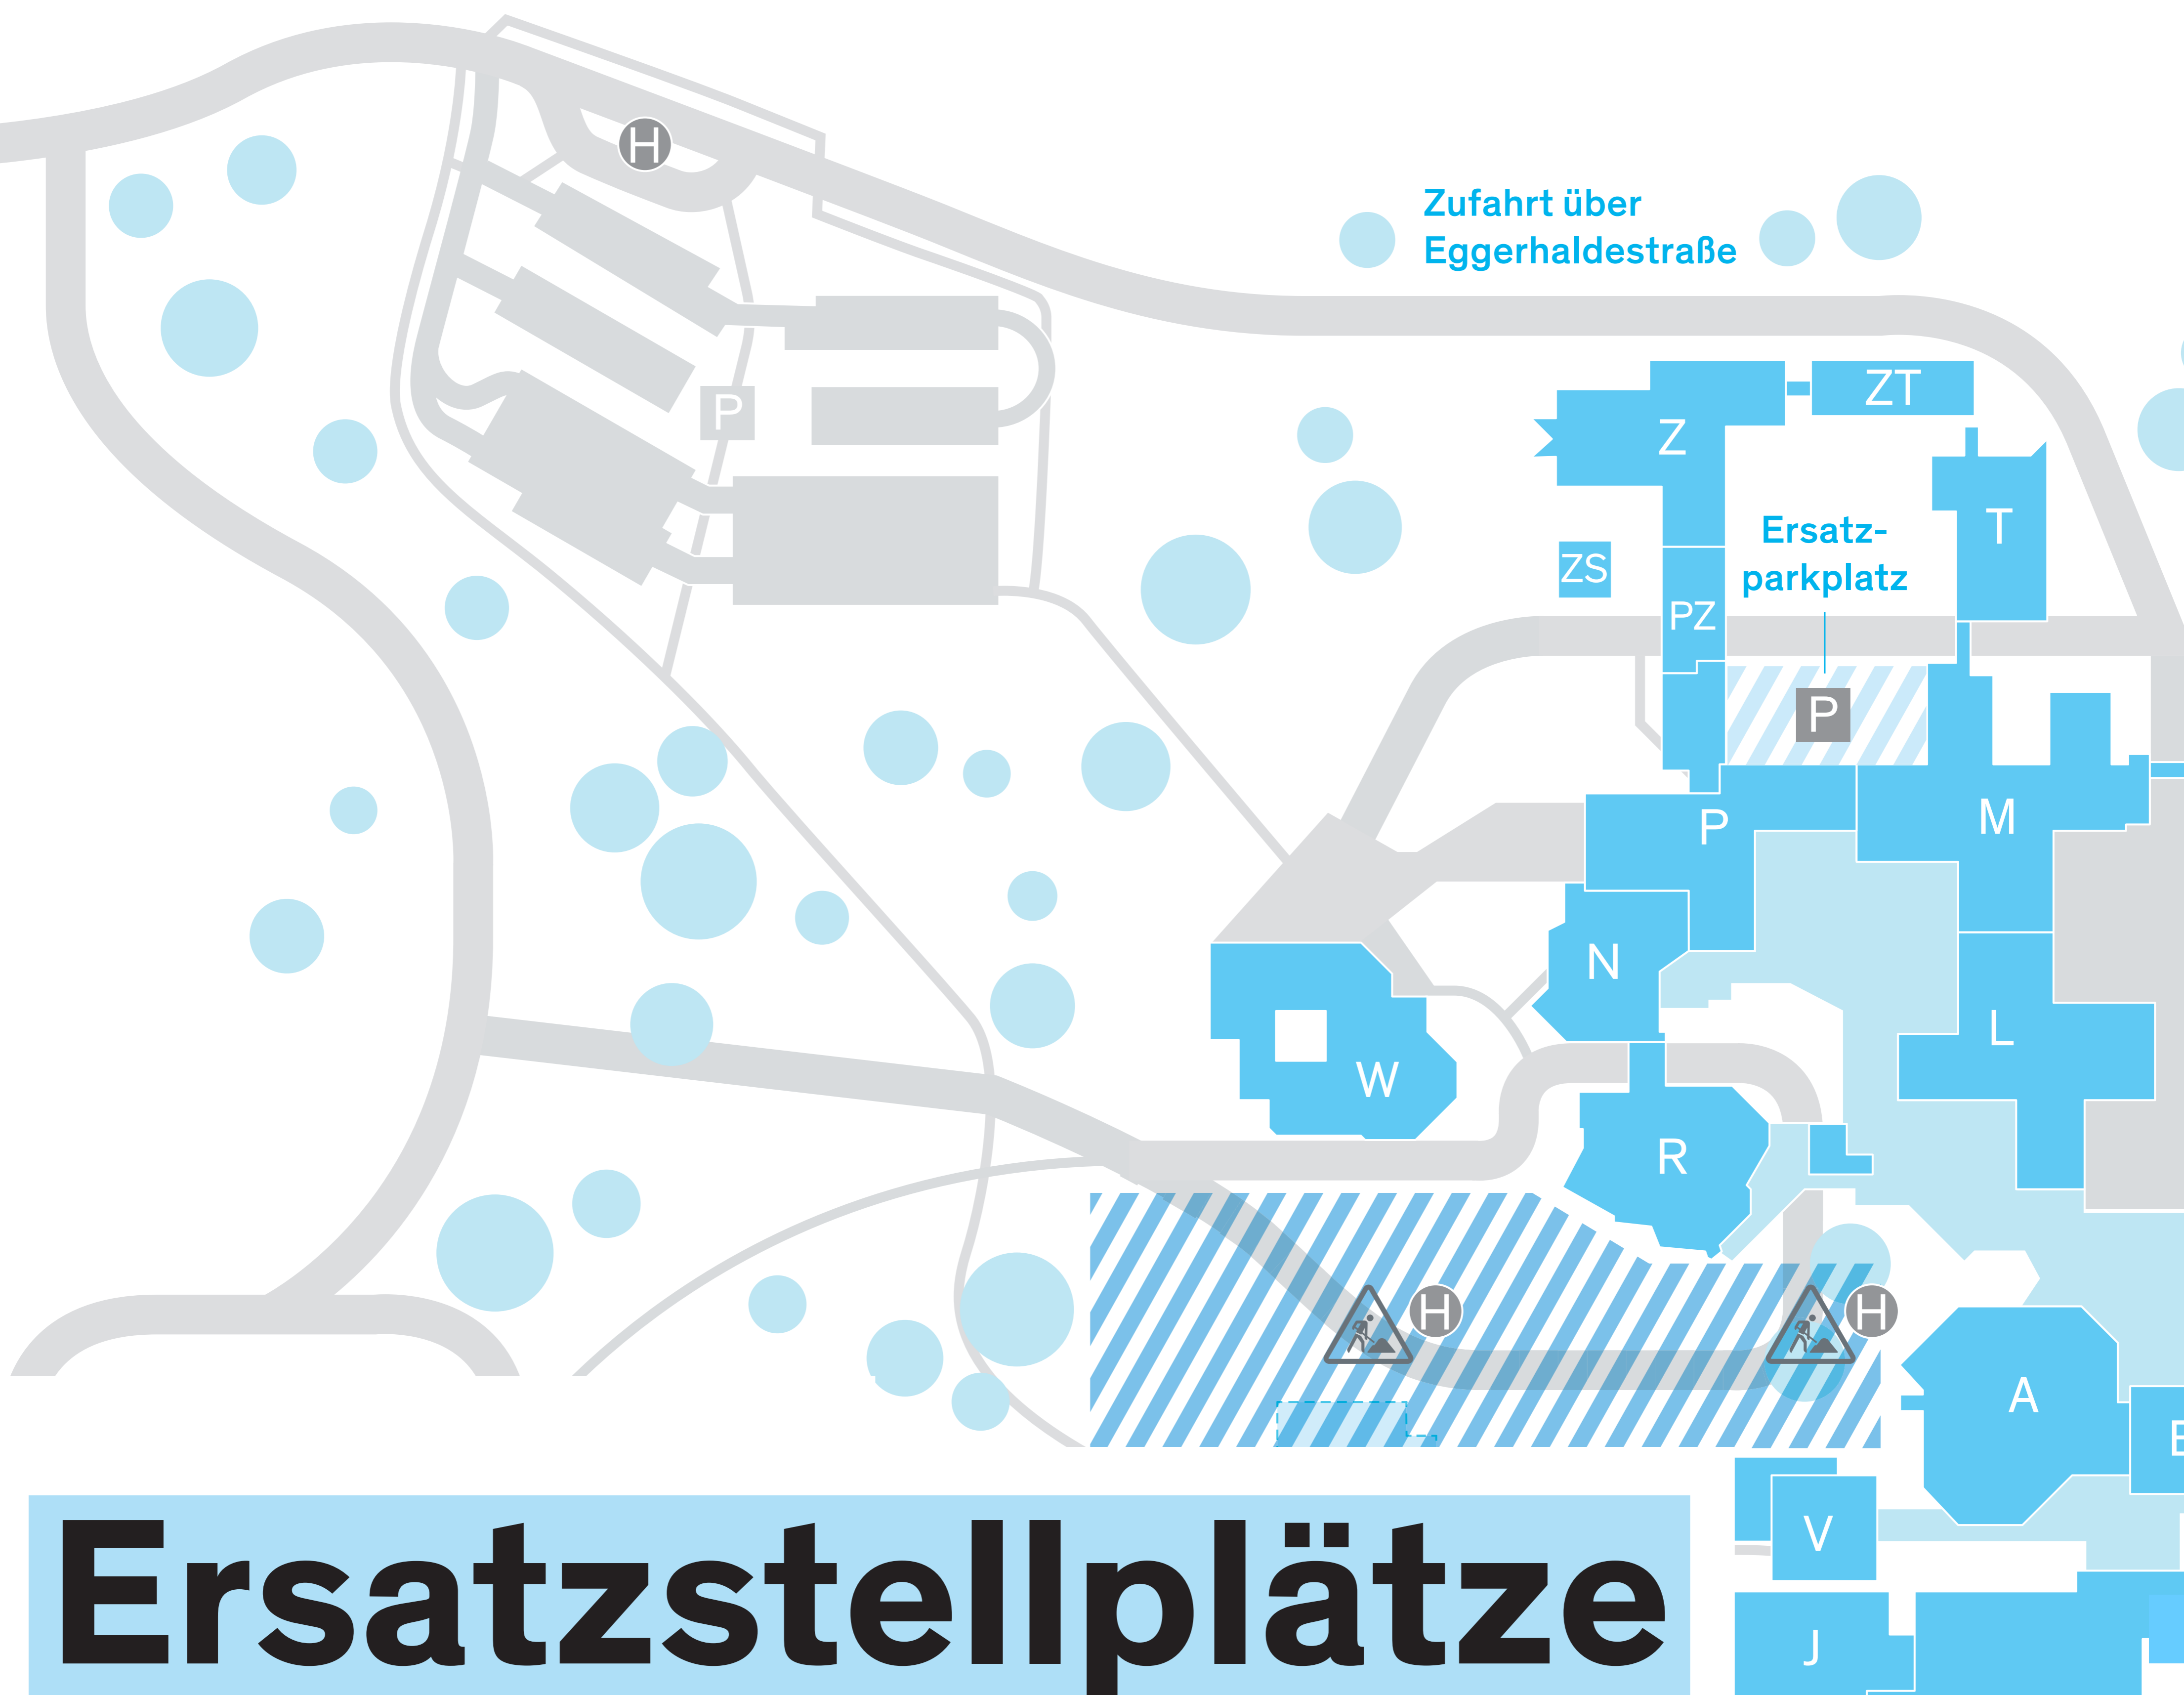 H
Zufahrt über
Eggerhaldestraße
P
Z
ZT
T
Ersatz-
parkplatz
ZS
PZ
P
P
M
N
L
W
R
H
H
A
E
V
J
Ersatzstellplätze